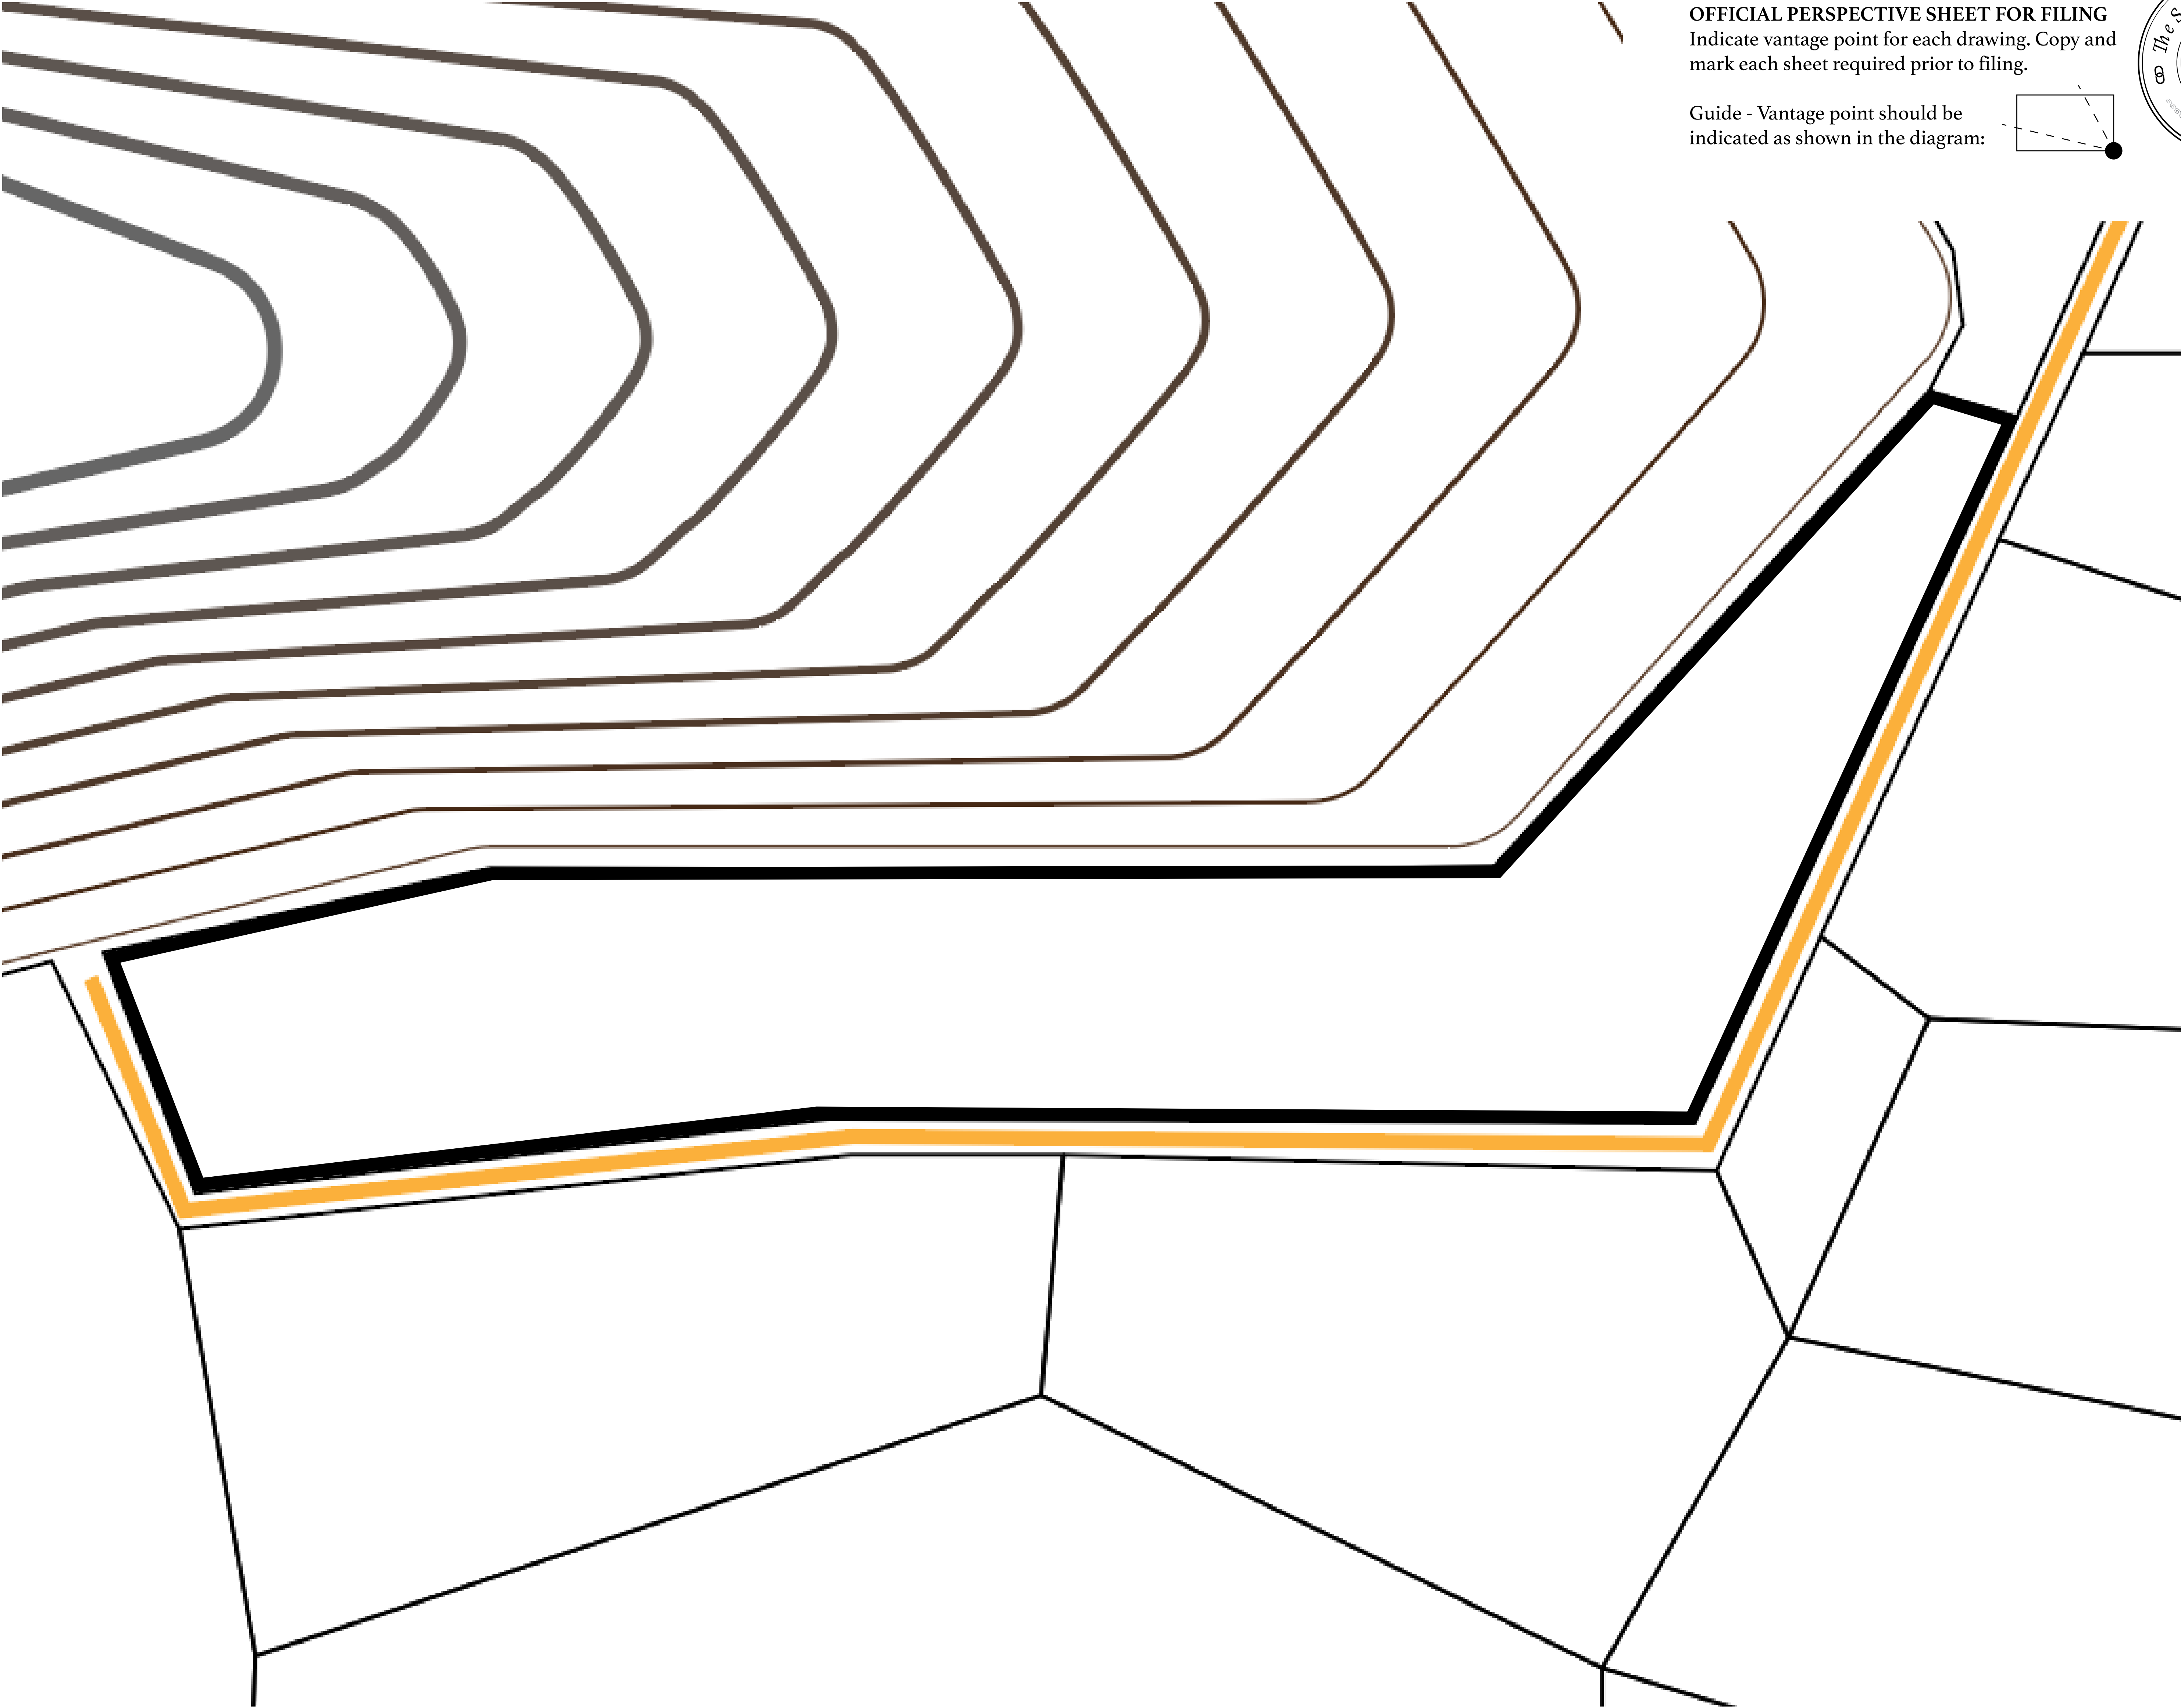 OFFICIAL PERSPECTIVE SHEET FOR FILING
Indicate vantage point for each drawing. Copy and
mark each sheet required prior to filing.
Guide - Vantage point should be
indicated as shown in the diagram:
The